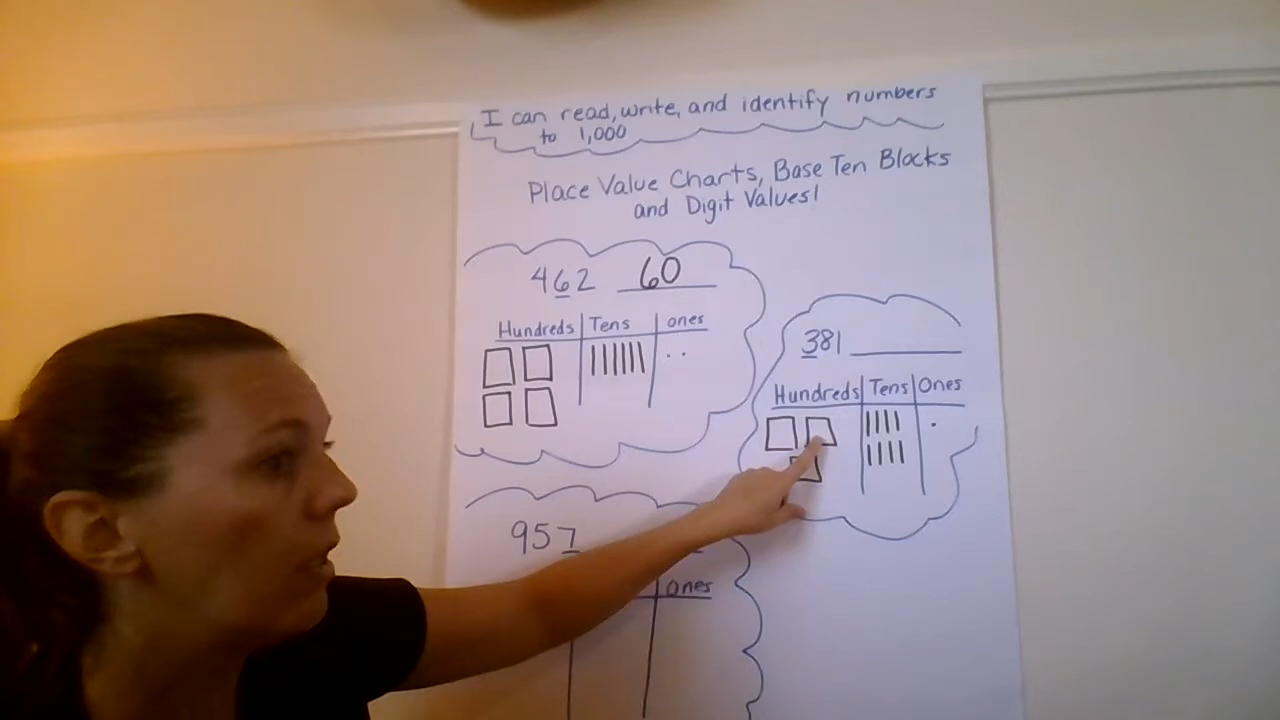 I can read, write, and identify numbers
to 1,000
Place Value Charts, Base Ten Blocks
and Digit Values!
462 60
Hundreds Tens ones
381
Hundreds Tens Ones
957
ones